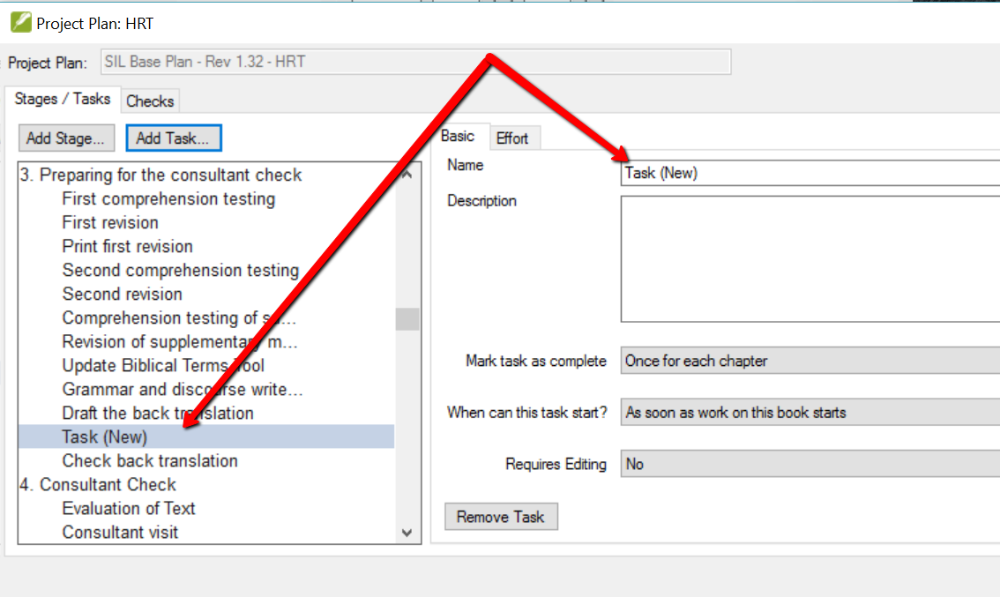 Project Plan: HRT
Project Plan: SIL Base Plan - Rev 1.32 - HRT
Stages / Tasks Checks
Add Stage... Add Task...
3. Preparing for the consultant check
First comprehension testing
First revision
Print first revision
Second comprehension testing
Second revision
Comprehension testing of
Revision of supplementary m...
Update Biblical Terms Tool
Grammar and discourse write...
Draft the back translation
Task (New)
Check back translation
4. Consultant Check
Evaluation of Text
Consultant visit
Basic Effort
Name Task (New)
Description
Mark task as complete Once for each chapter
When can this task start? As soon as work on this book starts
Requires Editing No
Remove Task